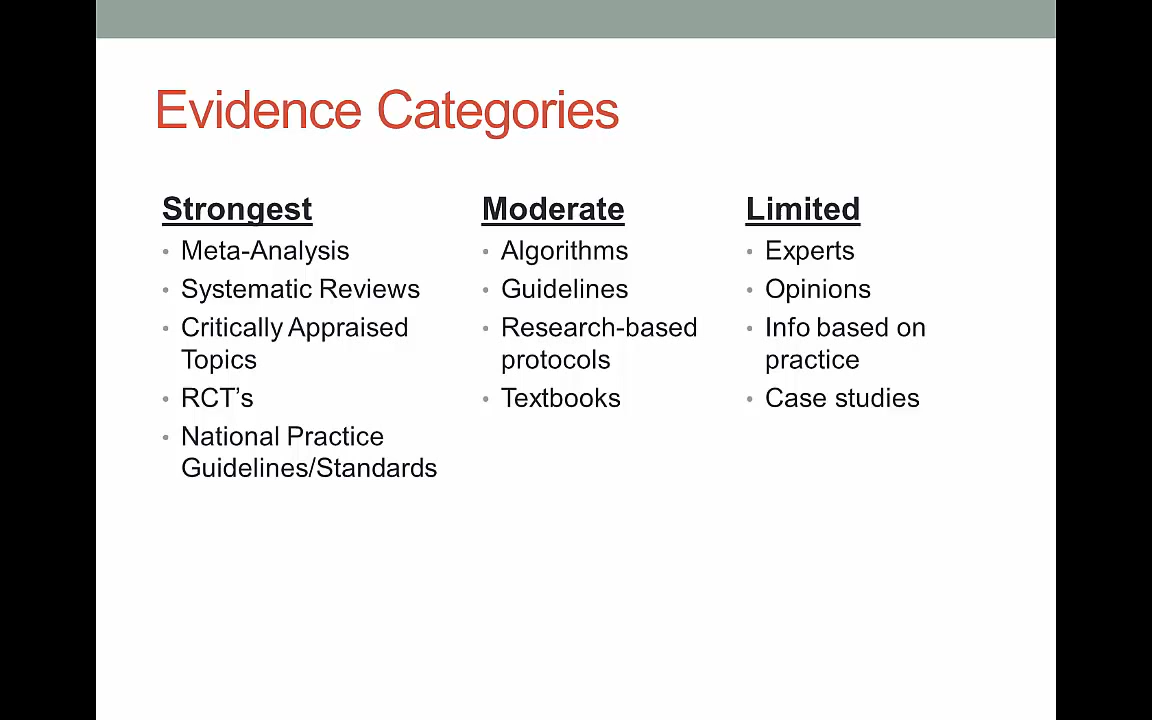 Evidence Categories
Strongest
• Meta-Analysis
• Systematic Reviews
• Critically Appraised
Topics
• RCT’s
• National Practice
Guidelines/Standards
Moderate
• Algorithms
• Guidelines
• Research-based
protocols
• Textbooks
Limited
• Experts
• Opinions
• Info based on
practice
• Case studies